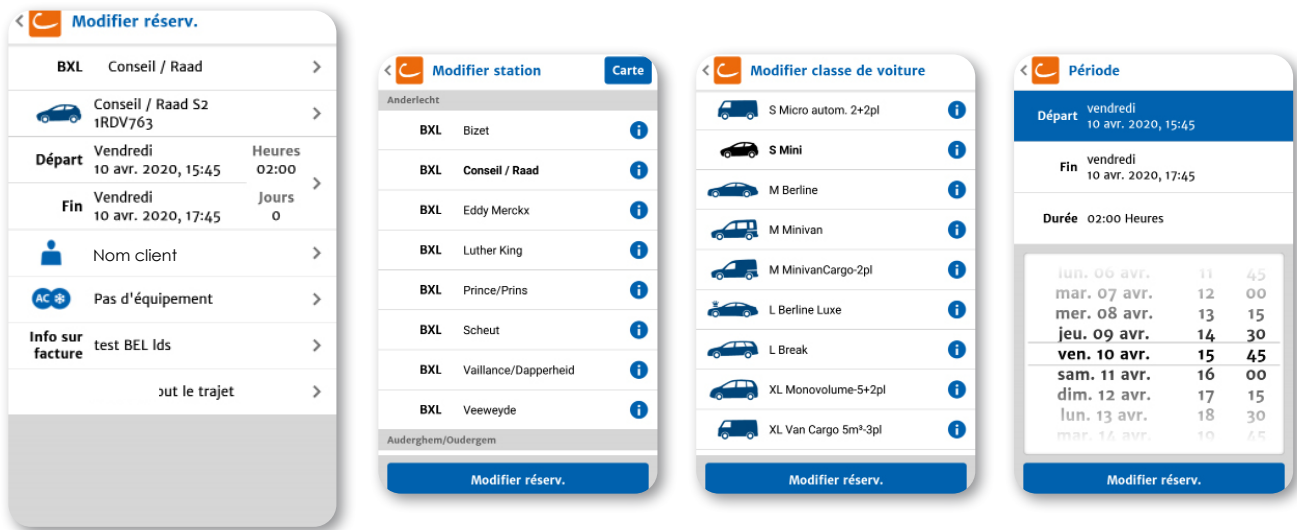 Modifier réserv.
BXL Conseil / Raad
Conseil / Raad S2
1RDV763
Départ Vendredi
10 avr. 2020, 15:45
Heures
02:00
Fin Vendredi
10 avr. 2020, 17:45
Jours
0
Nom client
AC Pas d'équipement
Info sur
facture
test BEL lds
out le trajet
Modifier station Carte
Anderlecht
BXL Bizet
BXL Conseil / Raad
BXL Eddy Merckx
BXL Luther King
BXL Prince/Prins
BXL Scheut
BXL Vaillance/Dapperheid
BXL Veeweyde
Auderghem/Oudergem
Modifier réserv.
Modifier classe de voiture
S Micro autom. 2+2pl
S Mini
M Berline
M Minivan
M MinivanCargo-2pl
L Berline Luxe
L Break
XL Monovolume-5+2pl
XL Van Cargo 5m³-3pl
Modifier réserv.
Période
Départ vendredi
10 avr. 2020, 15:45
Fin vendredi
10 avr. 2020, 17:45
Durée 02:00 Heures
lun. 06 avr. 11 45
mar. 07 avr. 12 00
mer. 08 avr. 13 15
jeu. 09 avr. 14 30
ven. 10 avr. 15 45
sam. 11 avr. 16 00
dim. 12 avr. 17 15
lun. 13 avr. 18 30
mar. 14 avr. 19 45
Modifier réserv.